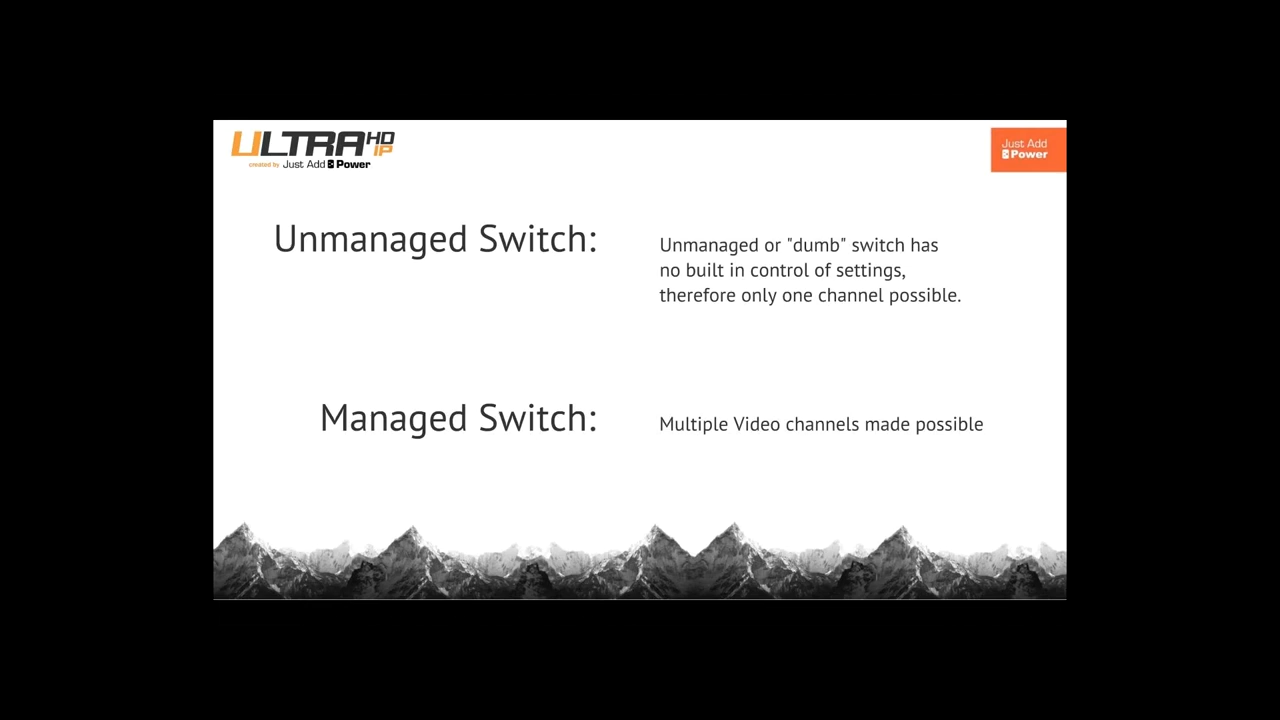 ULTRA HD IP
created by Just Add Power
Just Add
Power
Unmanaged Switch:
Unmanaged or "dumb" switch has
no built in control of settings,
therefore only one channel possible.
Managed Switch:
Multiple Video channels made possible